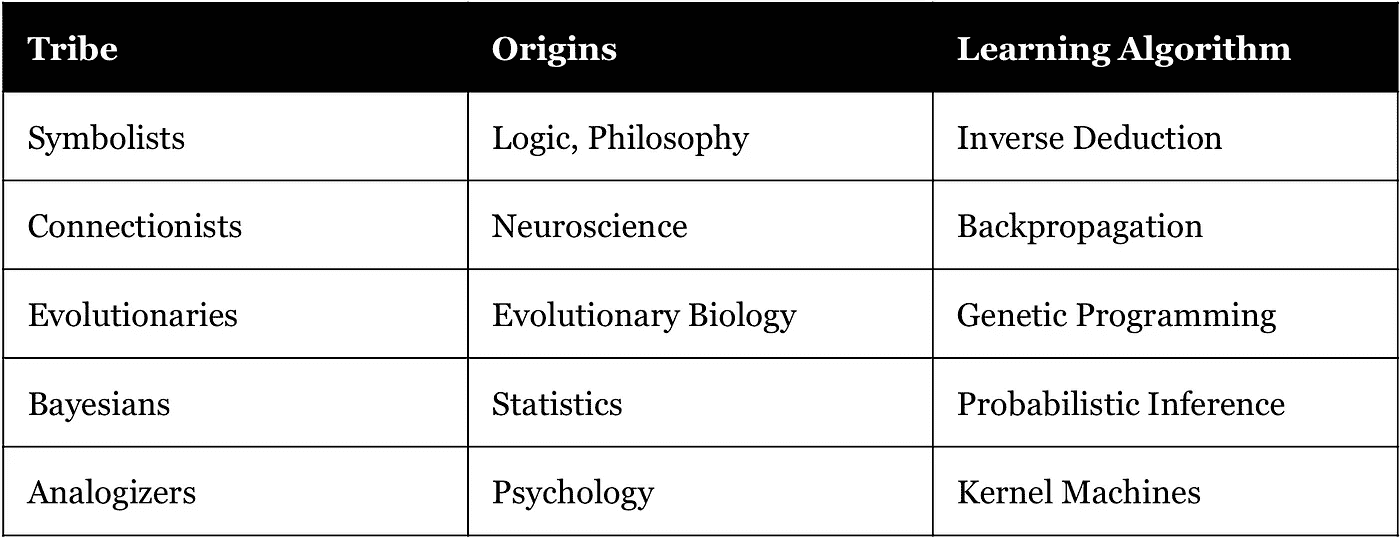 Tribe Origins Learning Algorithm
Symbolists Logic, Philosophy Inverse Deduction
Connectionists Neuroscience Backpropagation
Evolutionaries Evolutionary Biology Genetic Programming
Bayesians Statistics Probabilistic Inference
Analogizers Psychology Kernel Machines